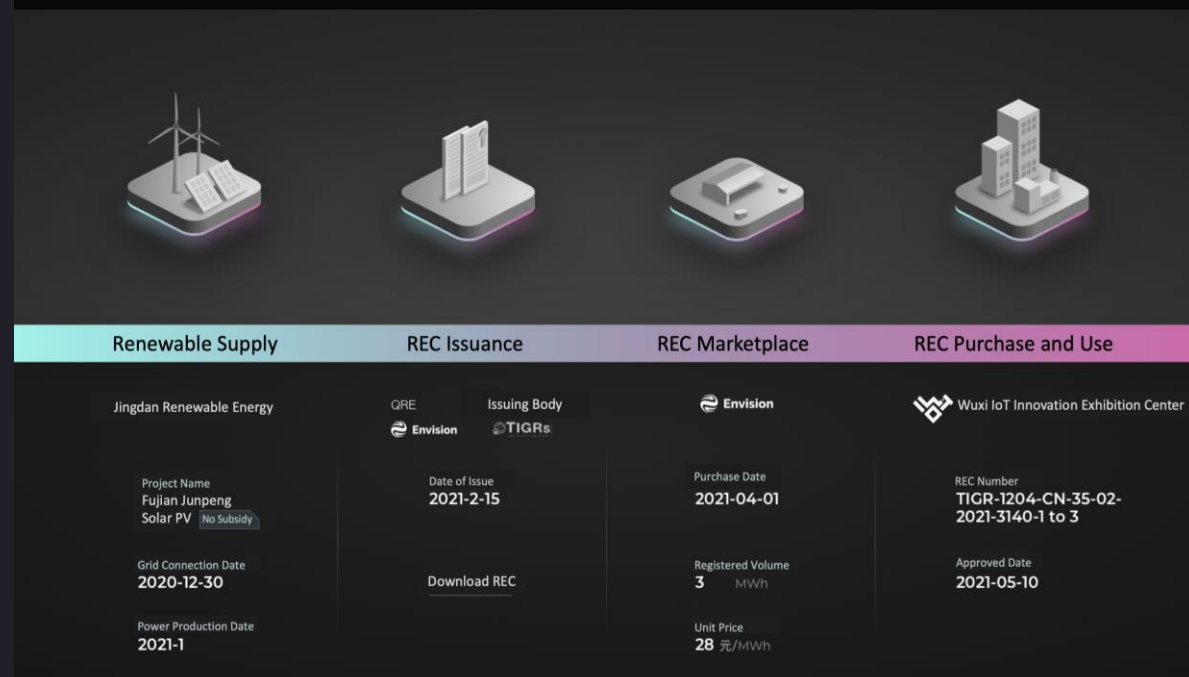 Renewable Supply
REC Issuance
REC Marketplace
REC Purchase and Use
Jingdan Renewable Energy
Project Name
Fujian Junpeng
Solar PV No Subsidy
Grid Connection Date
2020-12-30
Power Production Date
2021-1
QRE Issuing Body
Envision TIGRs
Date of Issue
2021-2-15
Download REC
Envision
Purchase Date
2021-04-01
Registered Volume
3 MWh
Unit Price
28 元/MWh
Wuxi IoT Innovation Exhibition Center
REC Number
TIGR-1204-CN-35-02-
2021-3140-1 to 3
Approved Date
2021-05-10